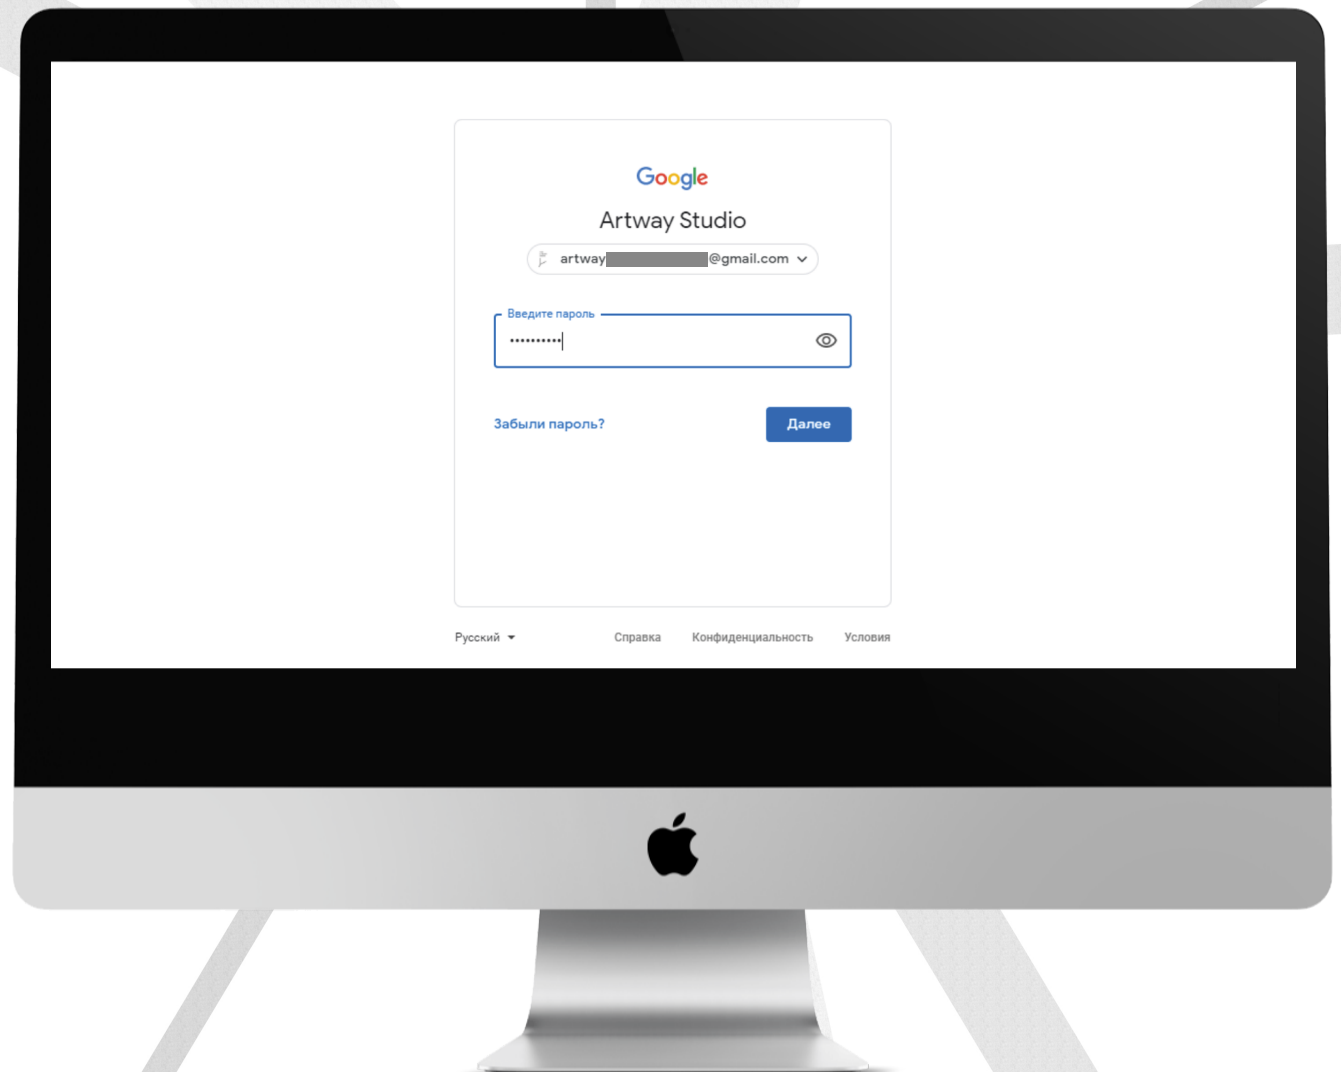 Google
Artway Studio
artway @gmail.com
Введите пароль
••••••••••
Забыли пароль?
Далее
Русский
Справка Конфиденциальность Условия